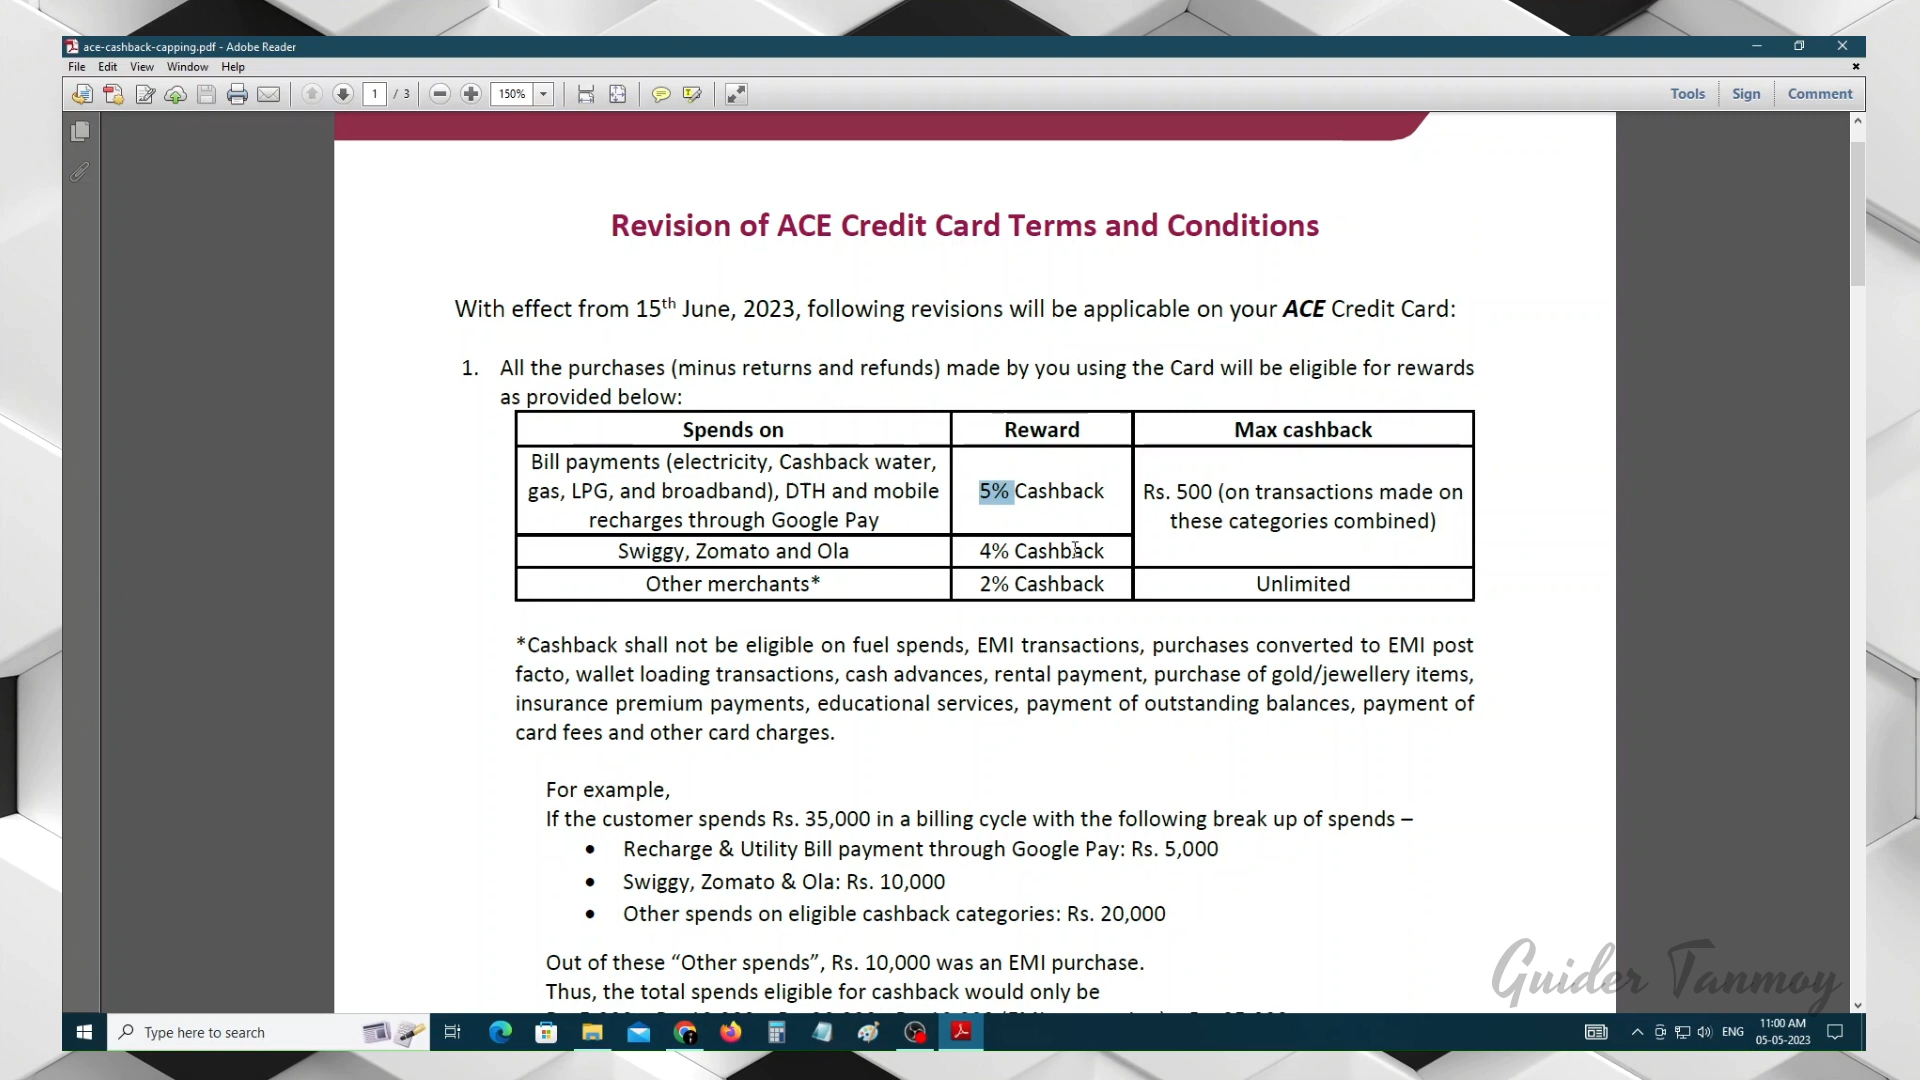 ace-cashback-capping.pdf - Adobe Reader
File Edit View Window Help
1 / 3 150% Tools Sign Comment
Revision of ACE Credit Card Terms and Conditions
With effect from 15th June, 2023, following revisions will be applicable on your ACE Credit Card:
1. All the purchases (minus returns and refunds) made by you using the Card will be eligible for rewards
as provided below:
Spends on Reward Max cashback
Bill payments (electricity, Cashback water,
gas, LPG, and broadband), DTH and mobile
recharges through Google Pay
5% Cashback
Rs. 500 (on transactions made on
these categories combined)
Swiggy, Zomato and Ola 4% Cashback
Other merchants* 2% Cashback Unlimited
*Cashback shall not be eligible on fuel spends, EMI transactions, purchases converted to EMI post
facto, wallet loading transactions, cash advances, rental payment, purchase of gold/jewellery items,
insurance premium payments, educational services, payment of outstanding balances, payment of
card fees and other card charges.
For example,
If the customer spends Rs. 35,000 in a billing cycle with the following break up of spends –
• Recharge & Utility Bill payment through Google Pay: Rs. 5,000
• Swiggy, Zomato & Ola: Rs. 10,000
• Other spends on eligible cashback categories: Rs. 20,000
Out of these “Other spends”, Rs. 10,000 was an EMI purchase.
Thus, the total spends eligible for cashback would only be
Guider Tanmoy
Type here to search
ENG
11:00 AM
05-05-2023